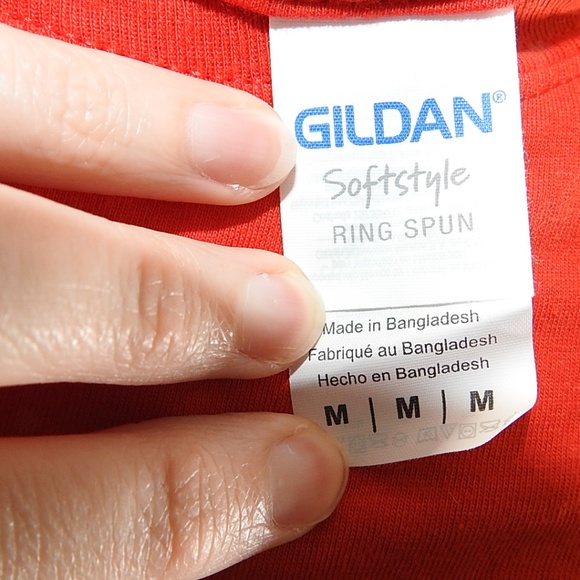 GILDAN®
Softstyle
RING SPUN
Made in Bangladesh
Fabriqué au Bangladesh
Hecho en Bangladesh
M | M | M